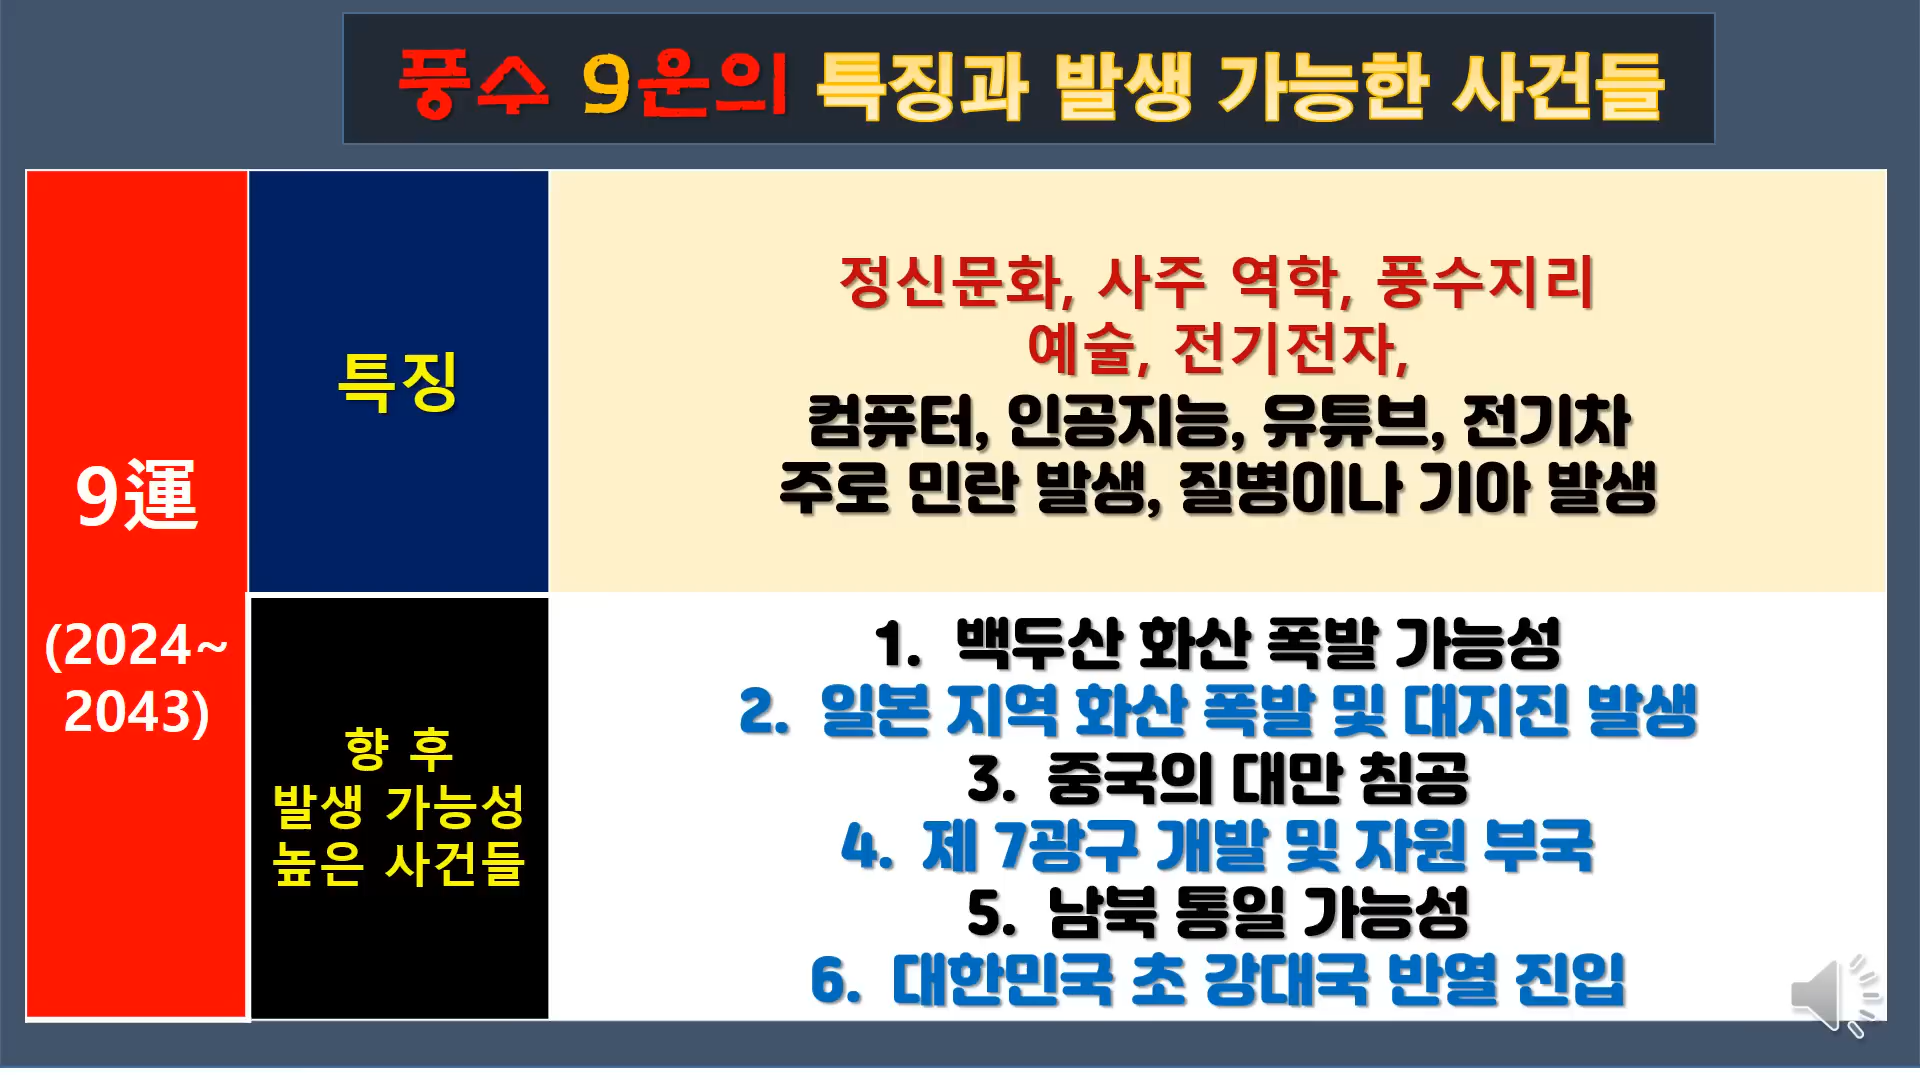 풍수 9운의 특징과 발생 가능한 사건들
9運
(2024~
2043)
특징
정신문화, 사주 역학, 풍수지리
예술, 전기전자,
컴퓨터, 인공지능, 유튜브, 전기차
주로 민란 발생, 질병이나 기아 발생
향 후
발생 가능성
높은 사건들
1. 백두산 화산 폭발 가능성
2. 일본 지역 화산 폭발 및 대지진 발생
3. 중국의 대만 침공
4. 제 7광구 개발 및 자원 부국
5. 남북 통일 가능성
6. 대한민국 초 강대국 반열 진입